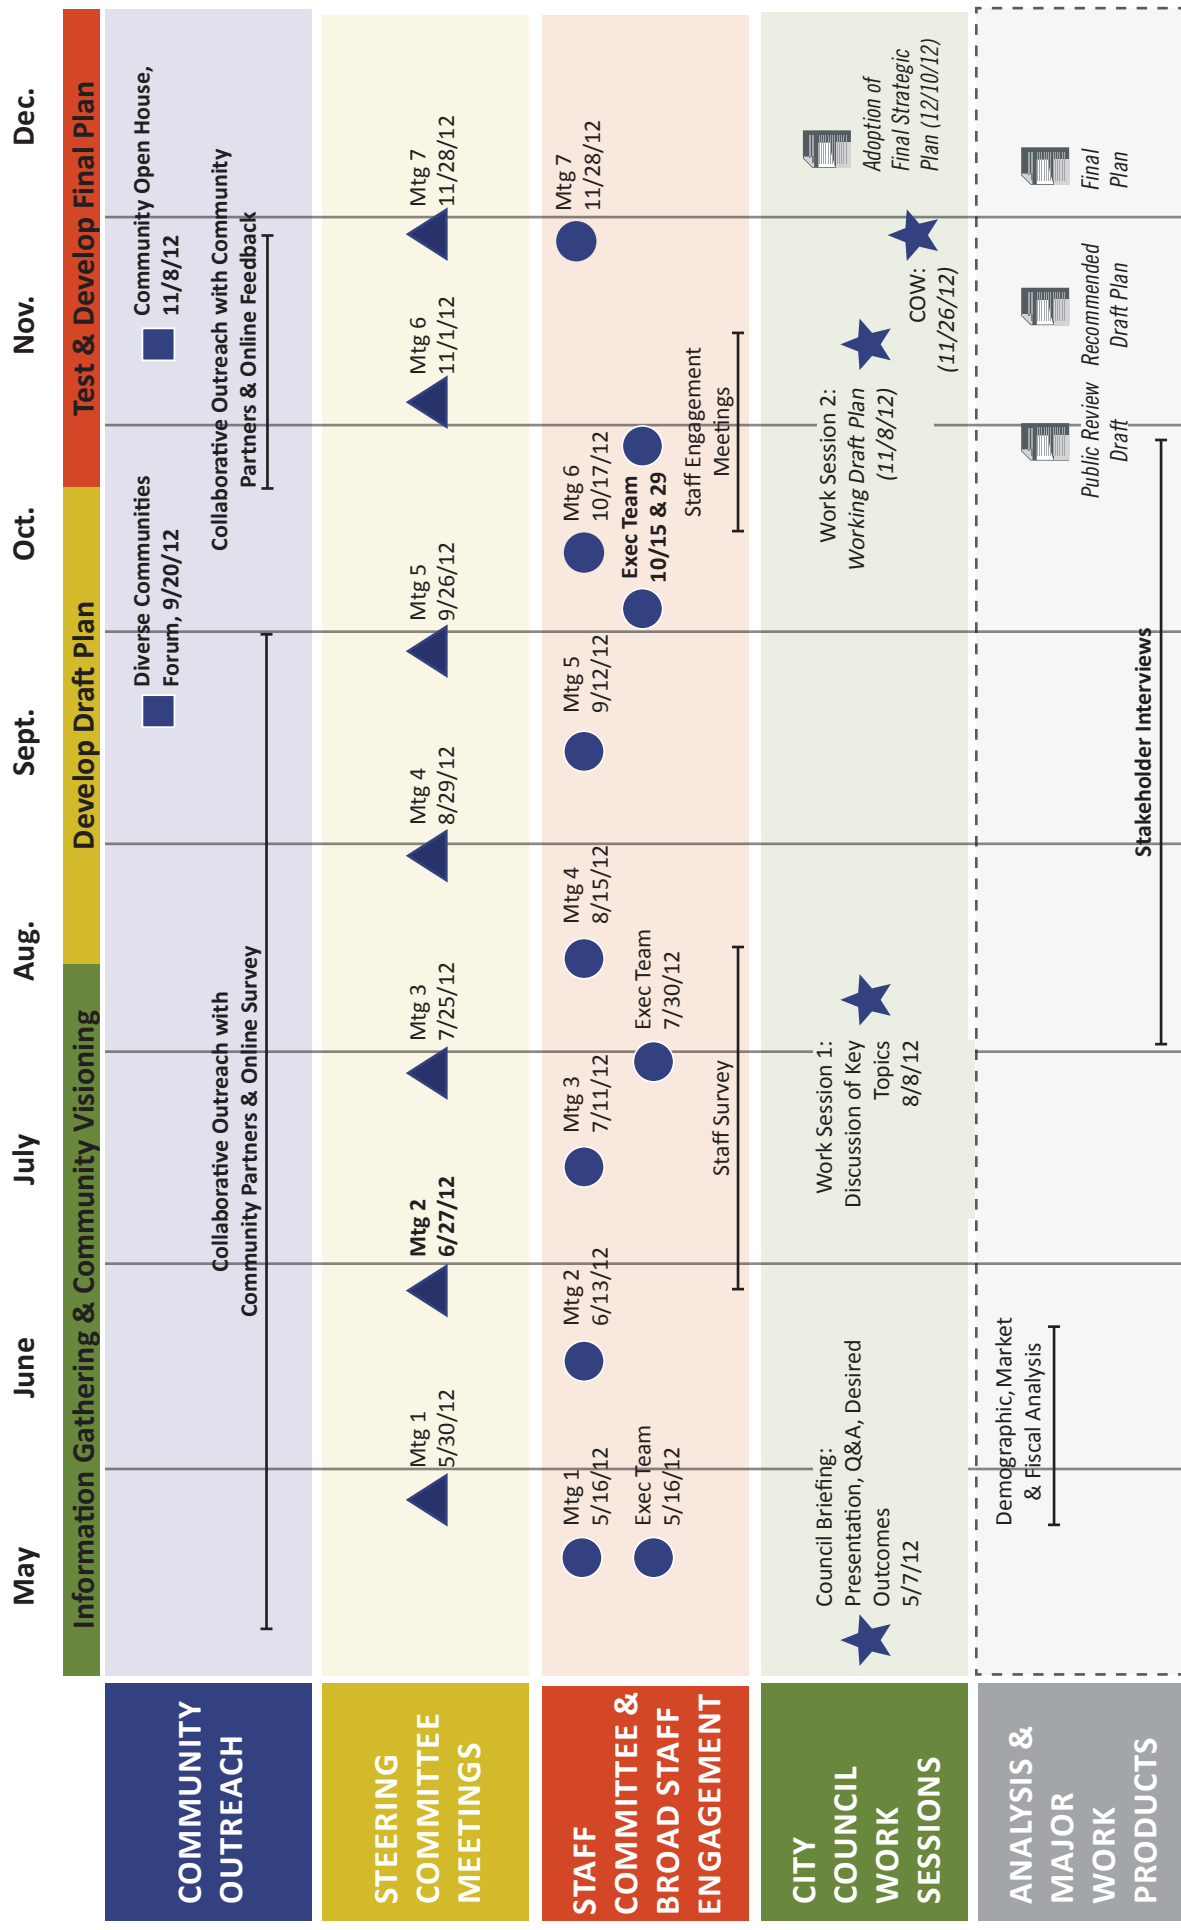 May
June
July
Aug.
Sept.
Oct.
Nov.
Dec.
Information Gathering & Community Visioning
Develop Draft Plan
Test & Develop Final Plan
COMMUNITY
OUTREACH
Diverse Communities
Forum, 9/20/12
Community Open House,
11/8/12
Collaborative Outreach with
Community Partners & Online Survey
Collaborative Outreach with Community
Partners & Online Feedback
STEERING
COMMITTEE
MEETINGS
Mtg 1
5/30/12
Mtg 2
6/27/12
Mtg 3
7/25/12
Mtg 4
8/29/12
Mtg 5
9/26/12
Mtg 6
11/1/12
Mtg 7
11/28/12
STAFF
COMMITTEE &
BROAD STAFF
ENGAGEMENT
Mtg 1
5/16/12
Mtg 2
6/13/12
Mtg 3
7/11/12
Mtg 4
8/15/12
Mtg 5
9/12/12
Mtg 6
10/17/12
Mtg 7
11/28/12
Exec Team
5/16/12
Exec Team
7/30/12
Exec Team
10/15 & 29
Staff Survey
Staff Engagement
Meetings
CITY
COUNCIL
WORK
SESSIONS
Council Briefing:
Presentation, Q&A, Desired
Outcomes
5/7/12
Work Session 1:
Discussion of Key
Topics
8/8/12
Work Session 2:
Working Draft Plan
(11/8/12)
COW:
(11/26/12)
Adoption of
Final Strategic
Plan (12/10/12)
ANALYSIS &
MAJOR
WORK
PRODUCTS
Demographic, Market
& Fiscal Analysis
Public Review
Draft
Recommended
Draft Plan
Final
Plan
Stakeholder Interviews